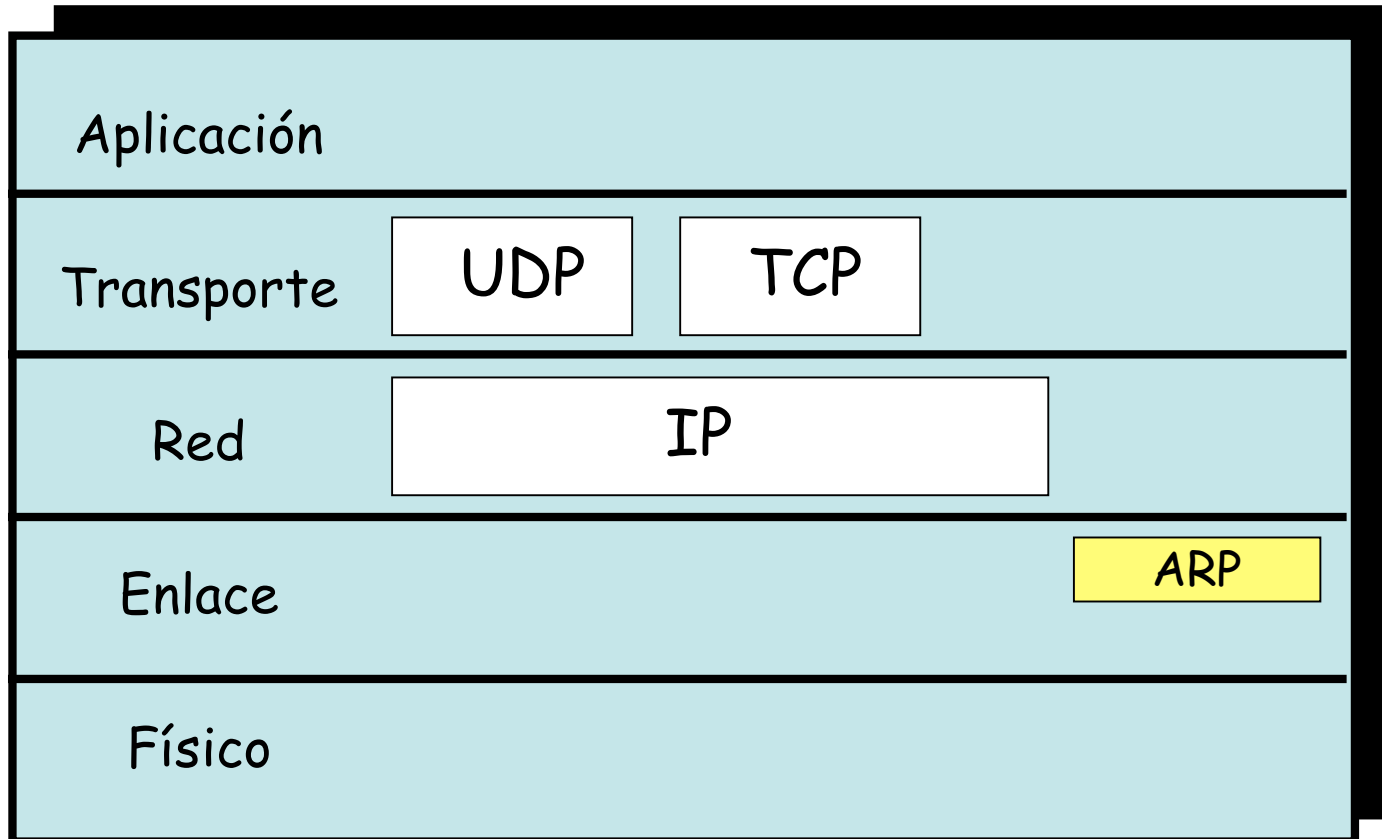 Aplicación
Transporte UDP TCP
Red IP
Enlace ARP
Físico